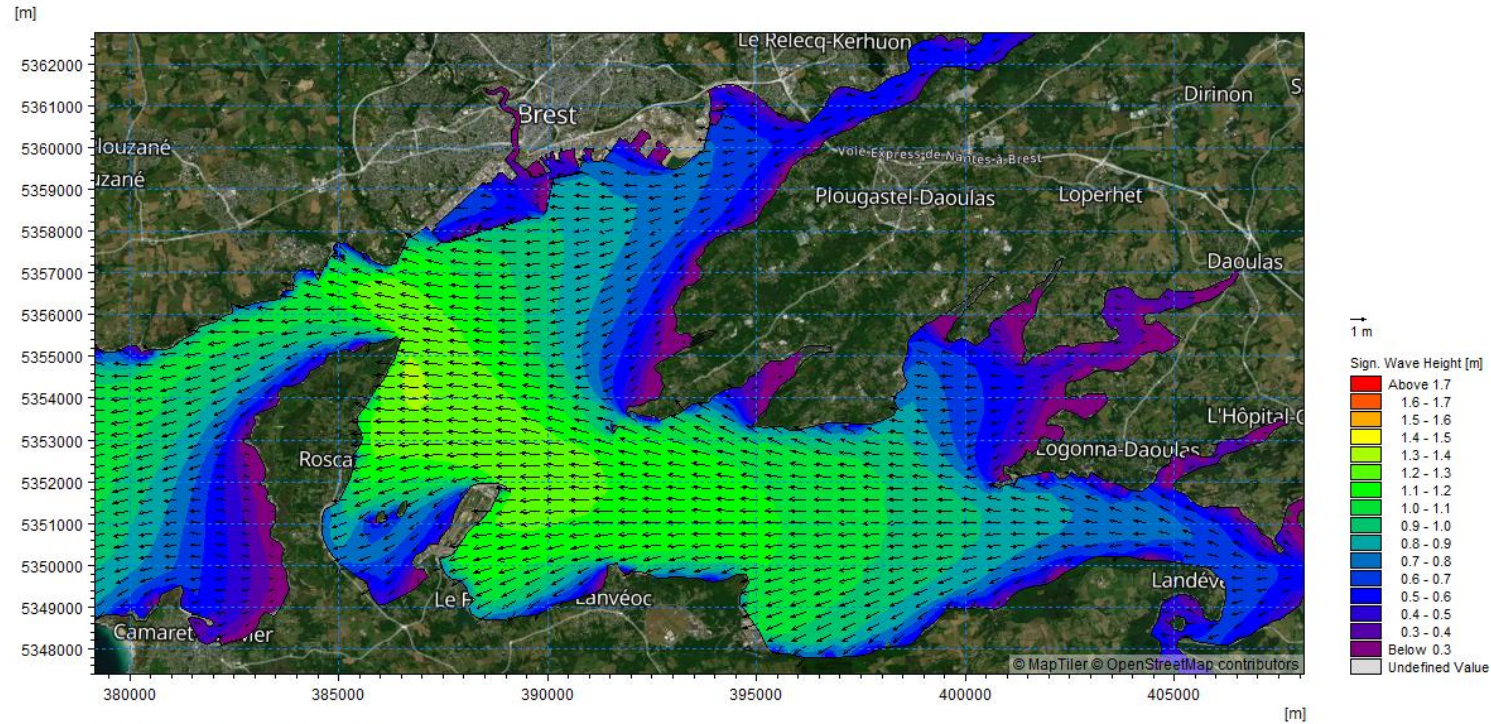 [m]
Le Relecq-Kerhuon
5362000
Dirinon
S
5361000
Brest
5360000
louzané
Voie Express de Nantes à Brest
uzané
5359000
Plougastel-Daoulas
Loperhet
5358000
Daoulas
5357000
5356000
5355000
1 m
Sign. Wave Height [m]
Above 1.7
1.6 - 1.7
1.5 - 1.6
1.4 - 1.5
1.3 - 1.4
1.2 - 1.3
1.1 - 1.2
1.0 - 1.1
0.9 - 1.0
0.8 - 0.9
0.7 - 0.8
0.6 - 0.7
0.5 - 0.6
0.4 - 0.5
0.3 - 0.4
Below 0.3
Undefined Value
5354000
L'Hôpital-C
5353000
Logonna-Daoulas
Rosca
5352000
5351000
5350000
Landév
Le F
Lanvéoc
5349000
Camaret
vier
5348000
© MapTiler © OpenStreetMap contributors
380000 385000 390000 395000 400000 405000
[m]